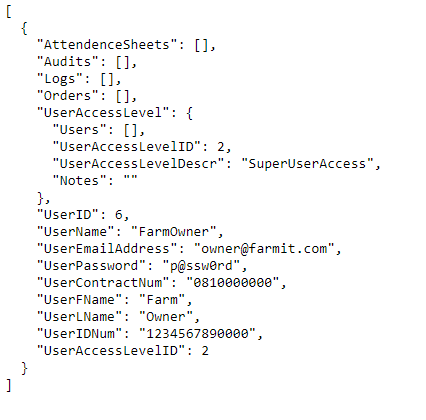 [
  {
    "AttendenceSheets": [],
    "Audits": [],
    "Logs": [],
    "Orders": [],
    "UserAccessLevel": {
      "Users": [],
      "UserAccessLevelID": 2,
      "UserAccessLevelDescr": "SuperUserAccess",
      "Notes": ""
    },
    "UserID": 6,
    "UserName": "FarmOwner",
    "UserEmailAddress": "owner@farmit.com",
    "UserPassword": "p@ssw0rd",
    "UserContractNum": "0810000000",
    "UserFName": "Farm",
    "UserLName": "Owner",
    "UserIDNum": "1234567890000",
    "UserAccessLevelID": 2
  }
]